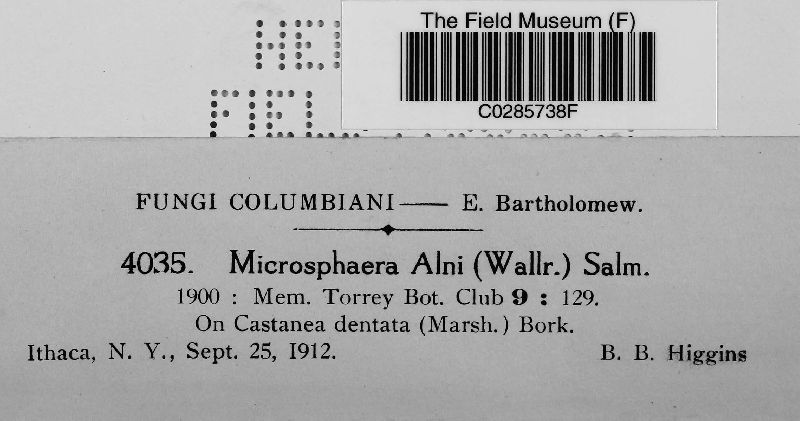 The Field Museum (F)
C0285738F
FIEL
FUNGI COLUMBIANI — E. Bartholomew.
4035. Microsphaera Alni (Wallr.) Salm.
1900 : Mem. Torrey Bot. Club 9 : 129.
On Castanea dentata (Marsh.) Bork.
Ithaca, N. Y., Sept. 25, 1912. B. B. Higgins